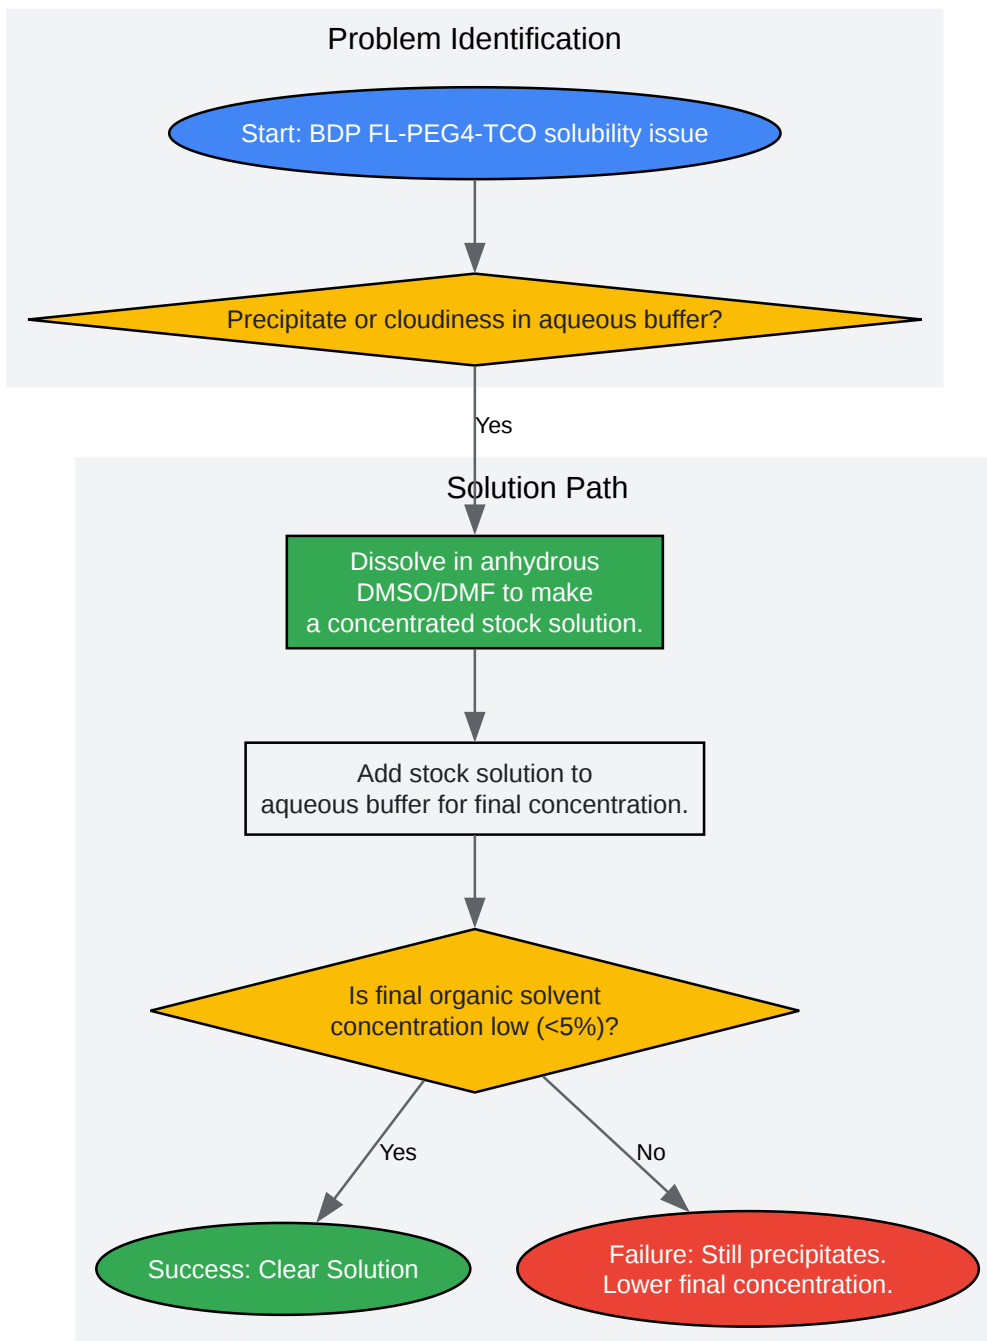 Problem Identification
Start: BDP FL-PEG4-TCO solubility issue
Precipitate or cloudiness in aqueous buffer?
Yes
Solution Path
Dissolve in anhydrous
DMSO/DMF to make
a concentrated stock solution.
Add stock solution to
aqueous buffer for final concentration.
Is final organic solvent
concentration low (<5%)?
Yes
No
Success: Clear Solution
Failure: Still precipitates.
Lower final concentration.